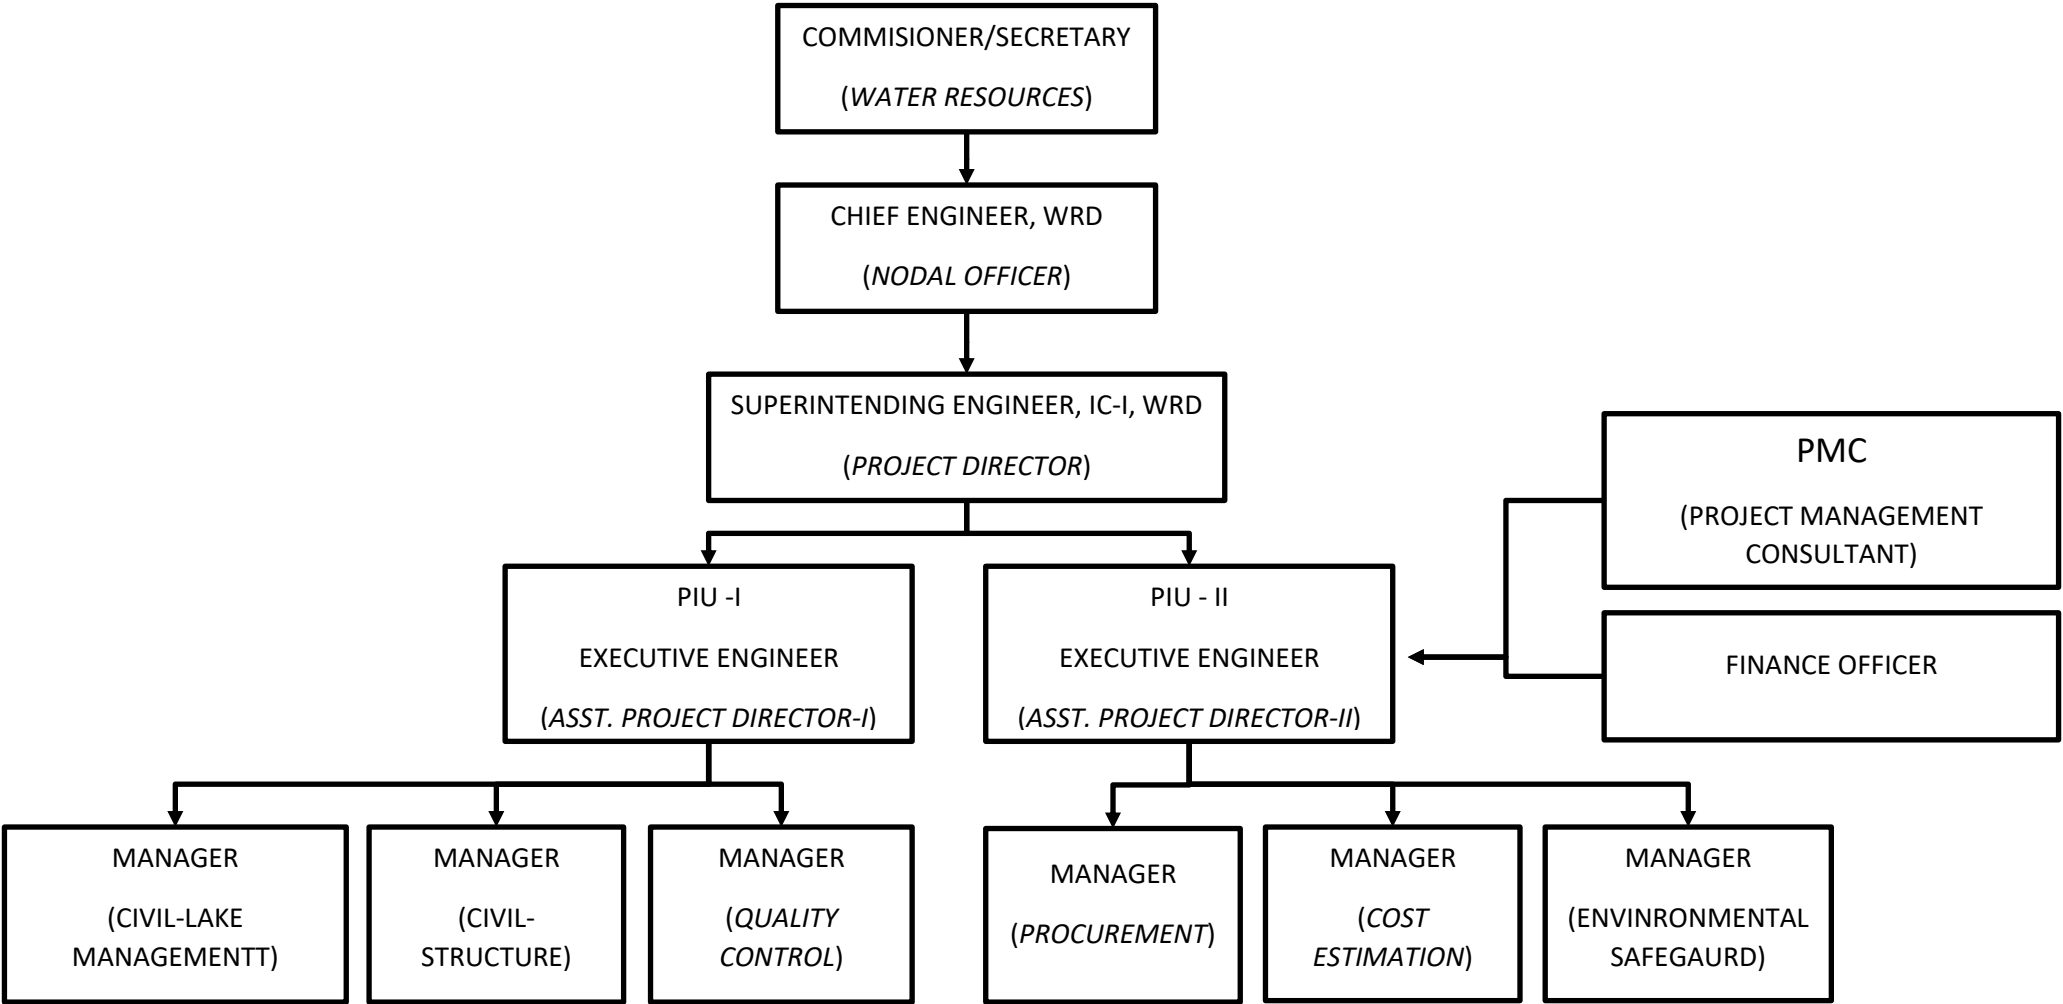 COMMISIONER/SECRETARY
(WATER RESOURCES)
CHIEF ENGINEER, WRD
(NODAL OFFICER)
SUPERINTENDING ENGINEER, IC-I, WRD
(PROJECT DIRECTOR)
PMC
(PROJECT MANAGEMENT
CONSULTANT)
PIU -I
EXECUTIVE ENGINEER
(ASST. PROJECT DIRECTOR-I)
PIU - II
EXECUTIVE ENGINEER
(ASST. PROJECT DIRECTOR-II)
FINANCE OFFICER
MANAGER
(CIVIL-LAKE
MANAGEMENTT)
MANAGER
(CIVIL-
STRUCTURE)
MANAGER
(QUALITY
CONTROL)
MANAGER
(PROCUREMENT)
MANAGER
(COST
ESTIMATION)
MANAGER
(ENVINRONMENTAL
SAFEGAURD)